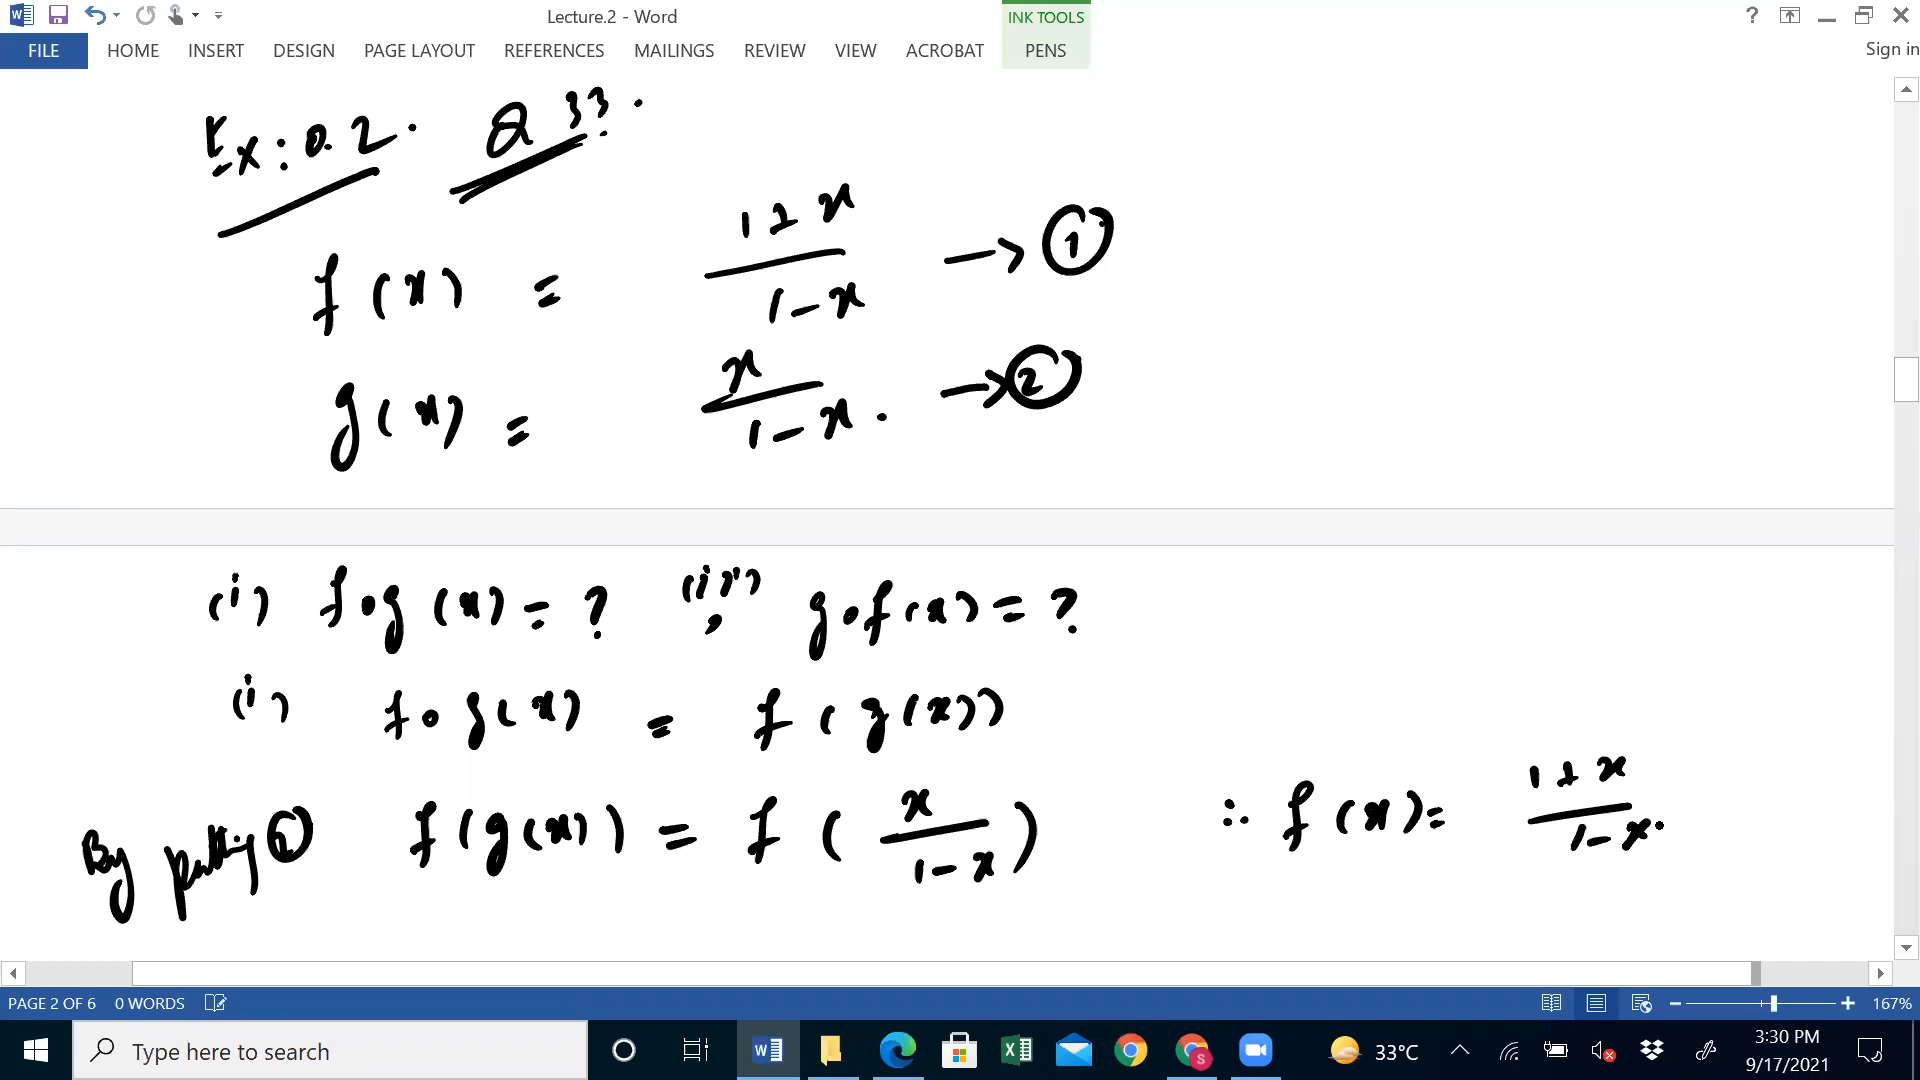 Lecture.2 - Word
INK TOOLS
FILE HOME INSERT DESIGN PAGE LAYOUT REFERENCES MAILINGS REVIEW VIEW ACROBAT PENS Sign in
Ex: 0.2. Q 33.
f(x) = (1+x)/(1-x) → ①
g(x) = x/(1-x). → ②
(i) fog(x) = ? , (ii) gof(x) = ?
(i) fog(x) = f(g(x))
By putting ② f(g(x)) = f(x/(1-x)) ∴ f(x) = (1+x)/(1-x).
PAGE 2 OF 6 0 WORDS 167%
Type here to search 33°C 3:30 PM
9/17/2021